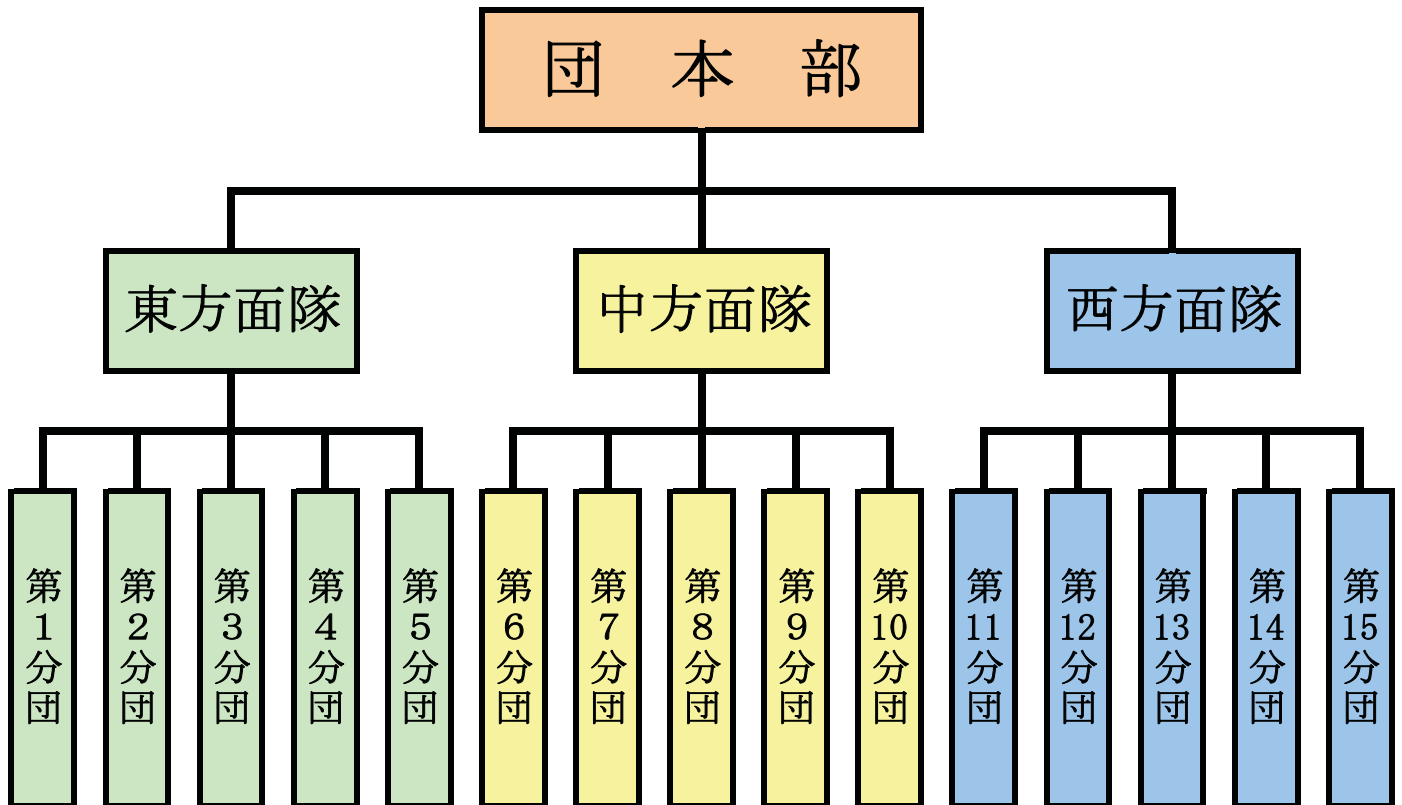 団　本　部
東方面隊
中方面隊
西方面隊
第1分団
第2分団
第3分団
第4分団
第5分団
第6分団
第7分団
第8分団
第9分団
第10分団
第11分団
第12分団
第13分団
第14分団
第15分団